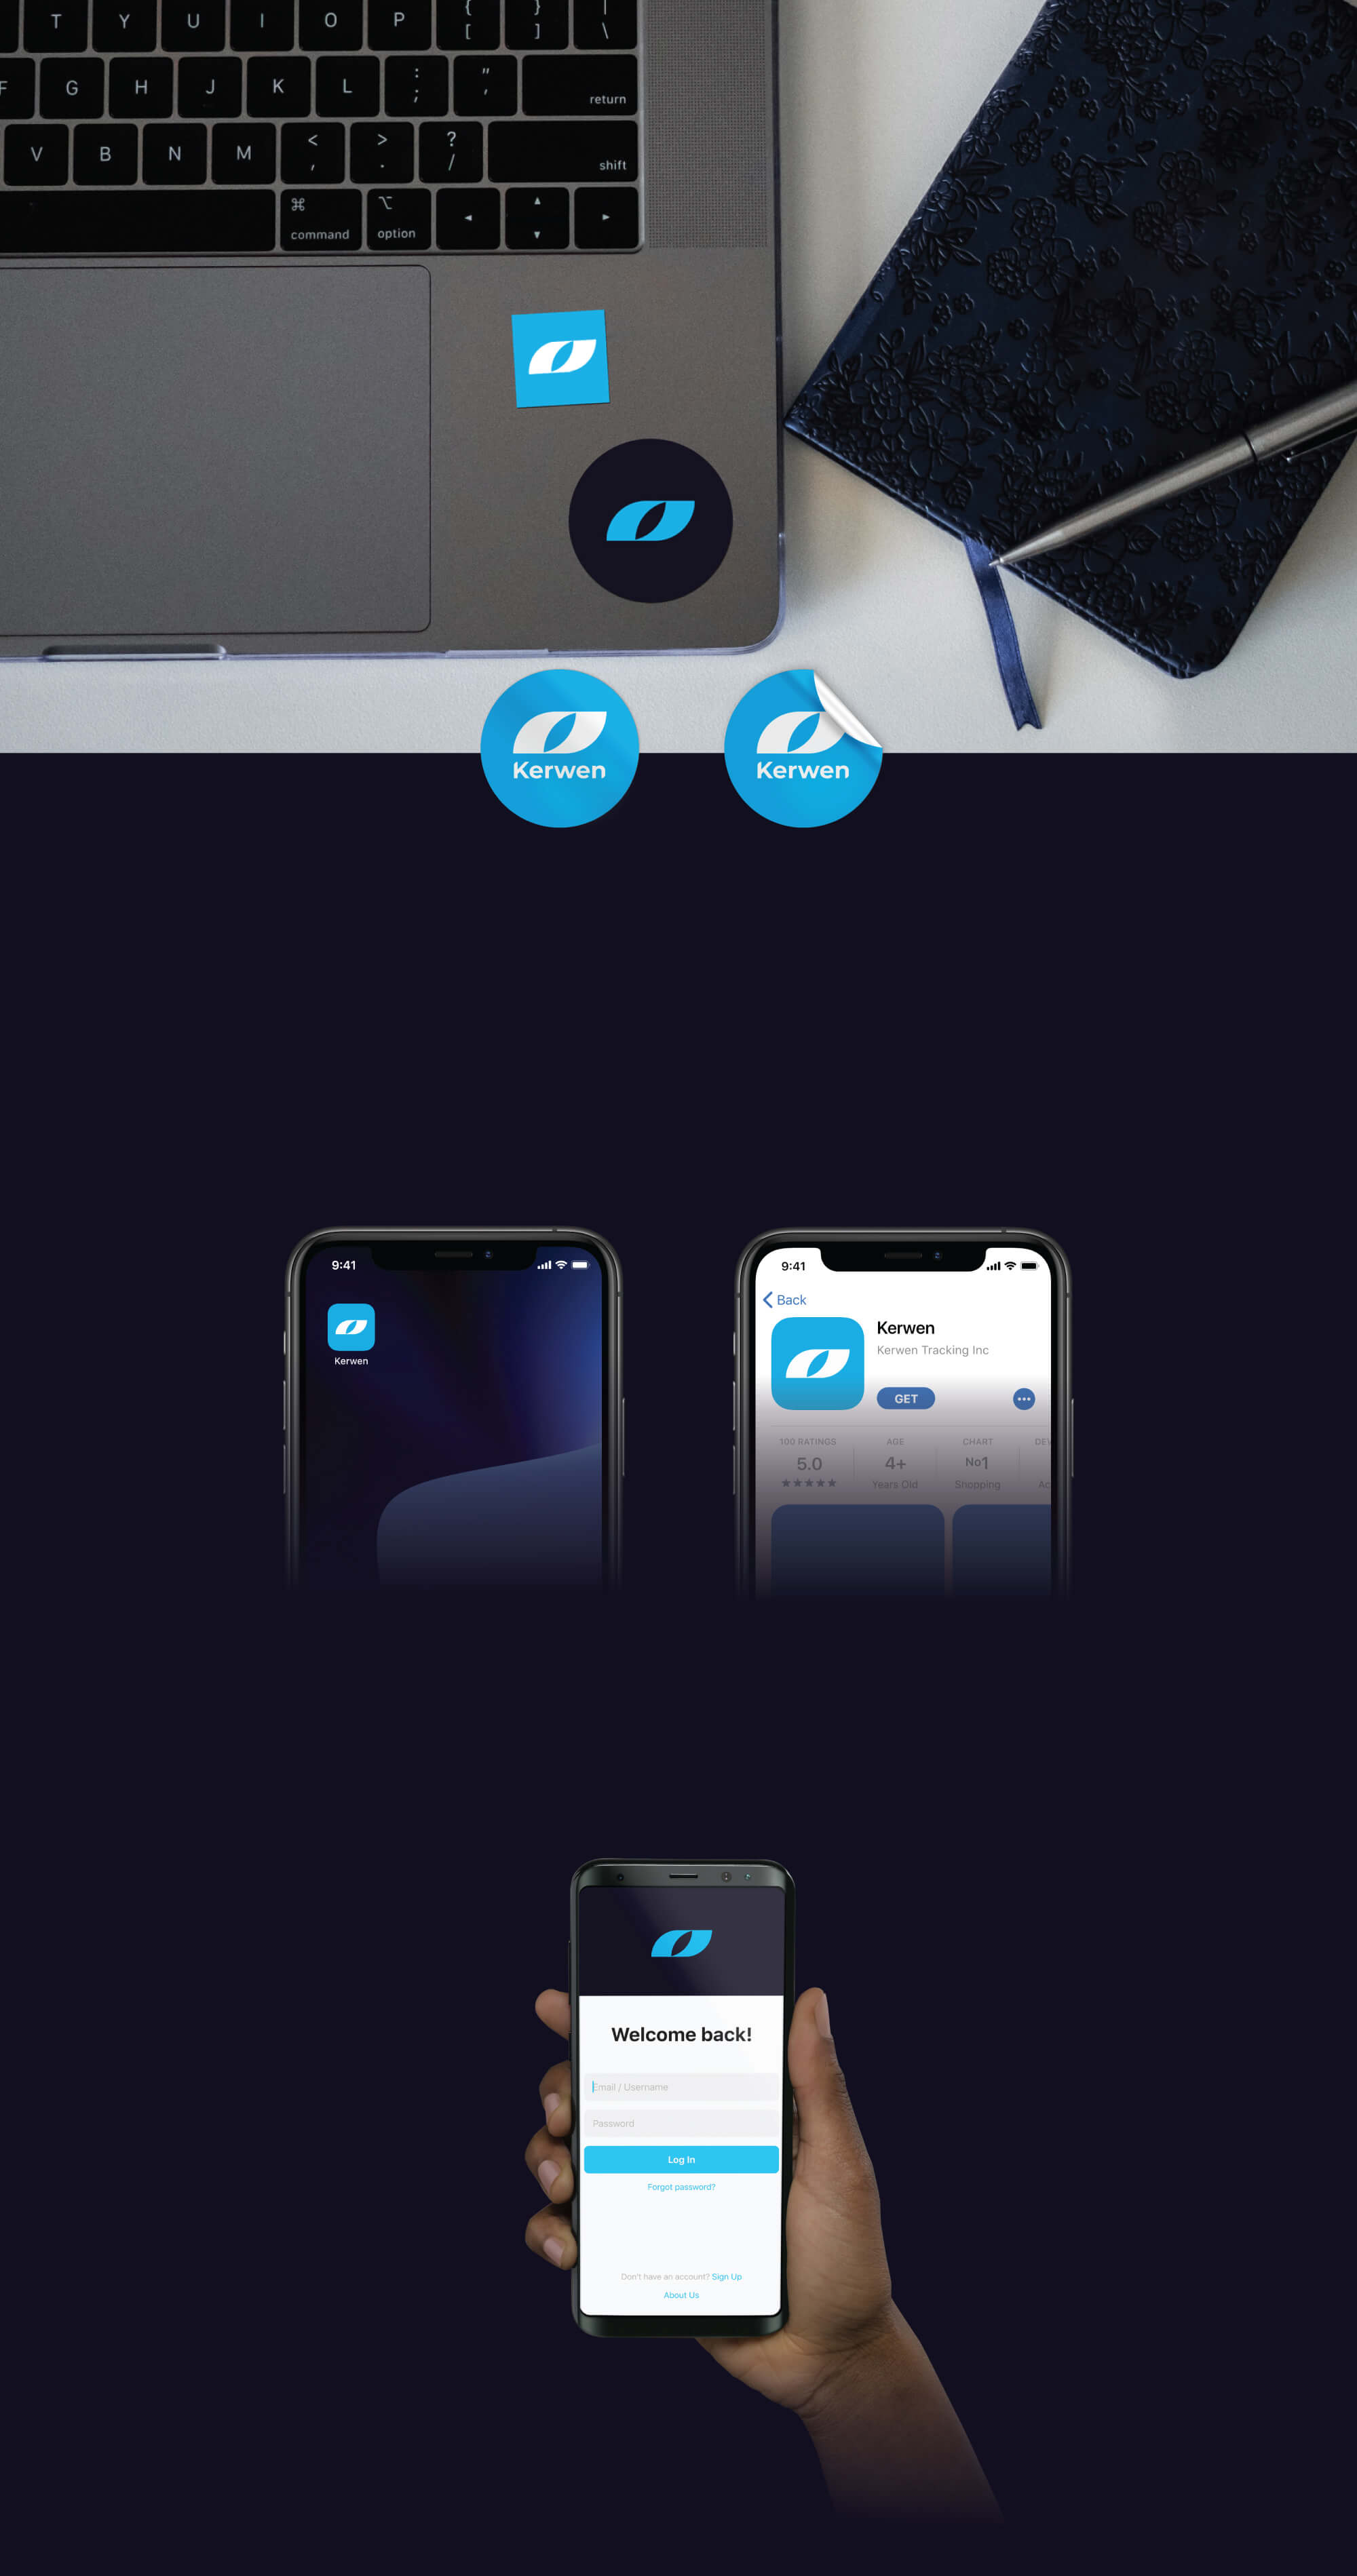 T Y U I O P { [ } ] | \
F G H J K L : ; " ' return
V B N M < , > . ? / shift
⌘ command ⌥ option ◂ ▴ ▾ ▸
Kerwen
Kerwen
9:41
Kerwen
9:41
Back
Kerwen
Kerwen Tracking Inc
GET
100 RATINGS AGE CHART DEV
5.0 4+ No1
★★★★★ Years Old Shopping Ac
Welcome back!
Email / Username
Password
Log In
Forgot password?
Don't have an account? Sign Up
About Us